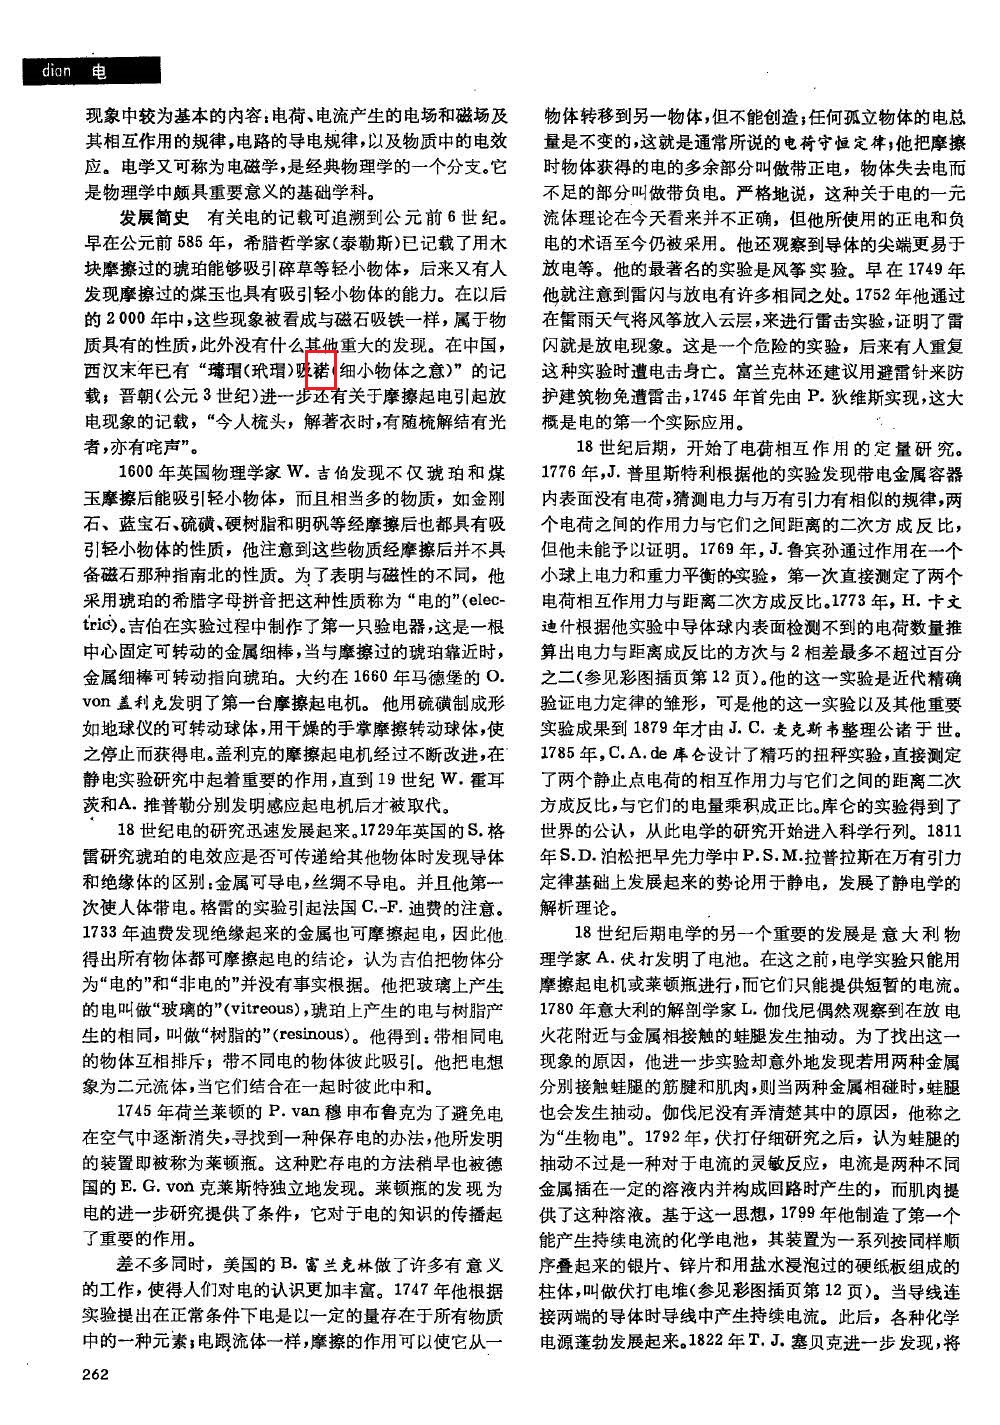 dian 电
现象中较为基本的内容：电荷、电流产生的电场和磁场及
其相互作用的规律，电路的导电规律，以及物质中的电效
应。电学又可称为电磁学，是经典物理学的一个分支。它
是物理学中颇具重要意义的基础学科。
发展简史 有关电的记载可追溯到公元前6世纪。
早在公元前585年，希腊哲学家(泰勒斯)已记载了用木
块摩擦过的琥珀能够吸引碎草等轻小物体，后来又有人
发现摩擦过的煤玉也具有吸引轻小物体的能力。在以后
的2000年中，这些现象被看成与磁石吸铁一样，属于物
质具有的性质，此外没有什么其他重大的发现。在中国，
西汉末年已有“瑇瑁(玳瑁)吸䘃(细小物体之意)”的记
载；晋朝(公元3世纪)进一步还有关于摩擦起电引起放
电现象的记载，“今人梳头，解著衣时，有随梳解结有光
者，亦有咤声”。
1600年英国物理学家W.吉伯发现不仅琥珀和煤
玉摩擦后能吸引轻小物体，而且相当多的物质，如金刚
石、蓝宝石、硫磺、硬树脂和明矾等经摩擦后也都具有吸
引轻小物体的性质，他注意到这些物质经摩擦后并不具
备磁石那种指南北的性质。为了表明与磁性的不同，他
采用琥珀的希腊字母拼音把这种性质称为“电的”(elec-
tric)。吉伯在实验过程中制作了第一只验电器，这是一根
中心固定可转动的金属细棒，当与摩擦过的琥珀靠近时，
金属细棒可转动指向琥珀。大约在1660年马德堡的O.
von盖利克发明了第一台摩擦起电机。他用硫磺制成形
如地球仪的可转动球体，用干燥的手掌摩擦转动球体，使
之停止而获得电。盖利克的摩擦起电机经过不断改进，在
静电实验研究中起着重要的作用，直到19世纪W.霍耳
茨和A.推普勒分别发明感应起电机后才被取代。
18世纪电的研究迅速发展起来。1729年英国的S.格
雷研究琥珀的电效应是否可传递给其他物体时发现导体
和绝缘体的区别：金属可导电，丝绸不导电。并且他第一
次使人体带电。格雷的实验引起法国C.-F.迪费的注意。
1733年迪费发现绝缘起来的金属也可摩擦起电，因此他
得出所有物体都可摩擦起电的结论，认为吉伯把物体分
为“电的”和“非电的”并没有事实根据。他把玻璃上产生
的电叫做“玻璃的”(vitreous)，琥珀上产生的电与树脂产
生的相同，叫做“树脂的”(resinous)。他得到：带相同电
的物体互相排斥；带不同电的物体彼此吸引。他把电想
象为二元流体，当它们结合在一起时彼此中和。
1745年荷兰莱顿的P.van穆申布鲁克为了避免电
在空气中逐渐消失，寻找到一种保存电的办法，他所发明
的装置即被称为莱顿瓶。这种贮存电的方法稍早也被德
国的E.G.von克莱斯特独立地发现。莱顿瓶的发现为
电的进一步研究提供了条件，它对于电的知识的传播起
了重要的作用。
差不多同时，美国的B.富兰克林做了许多有意义
的工作，使得人们对电的认识更加丰富。1747年他根据
实验提出在正常条件下电是以一定的量存在于所有物质
中的一种元素；电跟流体一样，摩擦的作用可以使它从一
物体转移到另一物体，但不能创造；任何孤立物体的电总
量是不变的，这就是通常所说的电荷守恒定律；他把摩擦
时物体获得的电的多余部分叫做带正电，物体失去电而
不足的部分叫做带负电。严格地说，这种关于电的一元
流体理论在今天看来并不正确，但他所使用的正电和负
电的术语至今仍被采用。他还观察到导体的尖端更易于
放电等。他的最著名的实验是风筝实验。早在1749年
他就注意到雷闪与放电有许多相同之处。1752年他通过
在雷雨天气将风筝放入云层，来进行雷击实验，证明了雷
闪就是放电现象。这是一个危险的实验，后来有人重复
这种实验时遭电击身亡。富兰克林还建议用避雷针来防
护建筑物免遭雷击，1745年首先由P.狄维斯实现，这大
概是电的第一个实际应用。
18世纪后期，开始了电荷相互作用的定量研究。
1776年，J.普里斯特利根据他的实验发现带电金属容器
内表面没有电荷，猜测电力与万有引力有相似的规律，两
个电荷之间的作用力与它们之间距离的二次方成反比，
但他未能予以证明。1769年，J.鲁宾孙通过作用在一个
小球上电力和重力平衡的实验，第一次直接测定了两个
电荷相互作用力与距离二次方成反比。1773年，H.卡文
迪什根据他实验中导体球内表面检测不到的电荷数量推
算出电力与距离成反比的方次与2相差最多不超过百分
之二(参见彩图插页第12页)。他的这一实验是近代精确
验证电力定律的雏形，可是他的这一实验以及其他重要
实验成果到1879年才由J.C.麦克斯韦整理公诸于世。
1785年，C.A.de库仑设计了精巧的扭秤实验，直接测定
了两个静止点电荷的相互作用力与它们之间的距离二次
方成反比，与它们的电量乘积成正比。库仑的实验得到了
世界的公认，从此电学的研究开始进入科学行列。1811
年S.D.泊松把早先力学中P.S.M.拉普拉斯在万有引力
定律基础上发展起来的势论用于静电，发展了静电学的
解析理论。
18世纪后期电学的另一个重要的发展是意大利物
理学家A.伏打发明了电池。在这之前，电学实验只能用
摩擦起电机或莱顿瓶进行，而它们只能提供短暂的电流。
1780年意大利的解剖学家L.伽伐尼偶然观察到在放电
火花附近与金属相接触的蛙腿发生抽动。为了找出这一
现象的原因，他进一步实验却意外地发现若用两种金属
分别接触蛙腿的筋腱和肌肉，则当两种金属相碰时，蛙腿
也会发生抽动。伽伐尼没有弄清楚其中的原因，他称之
为“生物电”。1792年，伏打仔细研究之后，认为蛙腿的
抽动不过是一种对于电流的灵敏反应，电流是两种不同
金属插在一定的溶液内并构成回路时产生的，而肌肉提
供了这种溶液。基于这一思想，1799年他制造了第一个
能产生持续电流的化学电池，其装置为一系列按同样顺
序叠起来的银片、锌片和用盐水浸泡过的硬纸板组成的
柱体，叫做伏打电堆(参见彩图插页第12页)。当导线连
接两端的导体时导线中产生持续电流。此后，各种化学
电源蓬勃发展起来。1822年T.J.塞贝克进一步发现，将
262